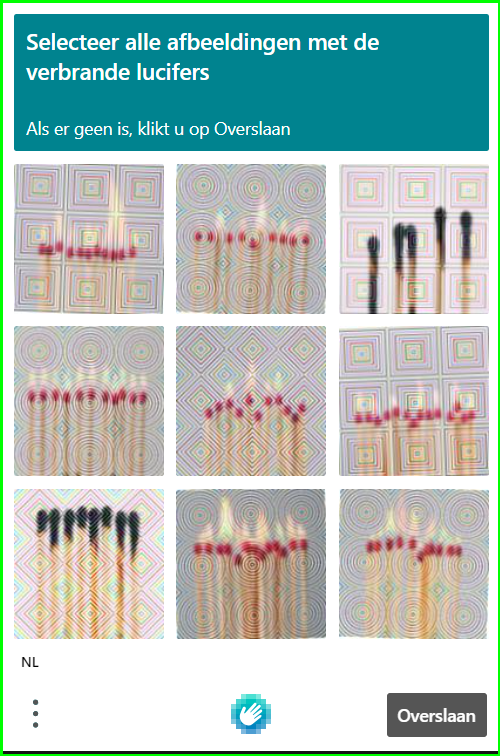 Selecteer alle afbeeldingen met de
verbrande lucifers
Als er geen is, klikt u op Overslaan
NL
Overslaan